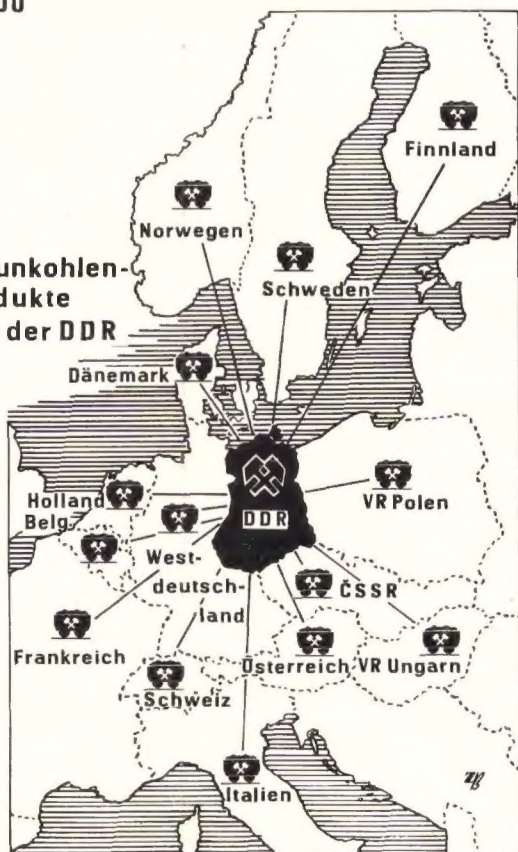 Finnland
Norwegen
Schweden
unkohlen-
dukte
der DDR
Dänemark
Holland
Belg.
VR Polen
DDR
West-
deutsch-
land
ČSSR
Frankreich
Österreich
VR Ungarn
Schweiz
Italien